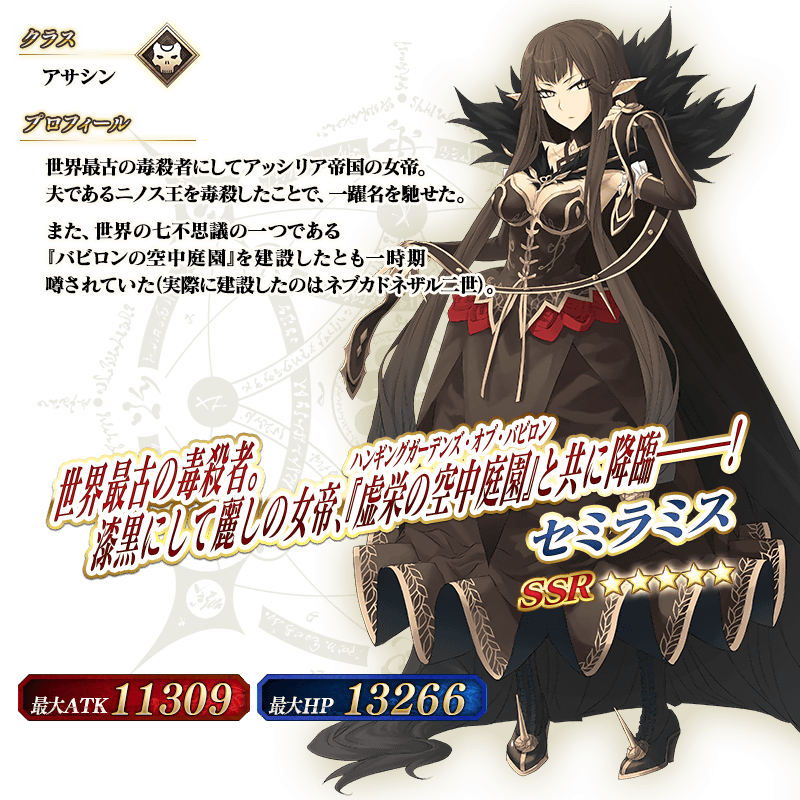 クラス
アサシン
プロフィール
世界最古の毒殺者にしてアッシリア帝国の女帝。
夫であるニノス王を毒殺したことで、一躍名を馳せた。
また、世界の七不思議の一つである
『バビロンの空中庭園』を建設したとも一時期
噂されていた(実際に建設したのはネブカドネザル二世)。
世界最古の毒殺者。
ハンギングガーデンズ・オブ・バビロン
漆黒にして麗しの女帝、『虚栄の空中庭園』と共に降臨――!
セミラミス
SSR ★★★★★
最大ATK 11309
最大HP 13266